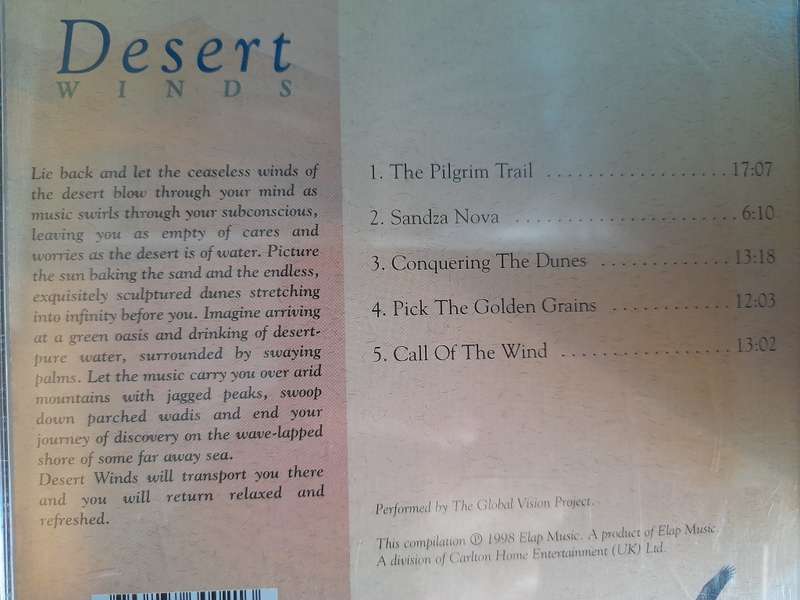 Desert
WINDS
Lie back and let the ceaseless winds of
the desert blow through your mind as
music swirls through your subconscious,
leaving you as empty of cares and
worries as the desert is of water. Picture
the sun baking the sand and the endless,
exquisitely sculptured dunes stretching
into infinity before you. Imagine arriving
at a green oasis and drinking of desert-
pure water, surrounded by swaying
palms. Let the music carry you over arid
mountains with jagged peaks, swoop
down parched wadis and end your
journey of discovery on the wave-lapped
shore of some far away sea.
Desert Winds will transport you there
and you will return relaxed and
refreshed.
1. The Pilgrim Trail . . . . . . . . . . . . . . . . . . 17:07
2. Sandza Nova . . . . . . . . . . . . . . . . . . . . . . 6:10
3. Conquering The Dunes . . . . . . . . . . . . . 13:18
4. Pick The Golden Grains . . . . . . . . . . . . 12:03
5. Call Of The Wind . . . . . . . . . . . . . . . . . 13:02
Performed by The Global Vision Project.
This compilation ℗ 1998 Elap Music. A product of Elap Music.
A division of Carlton Home Entertainment (UK) Ltd.